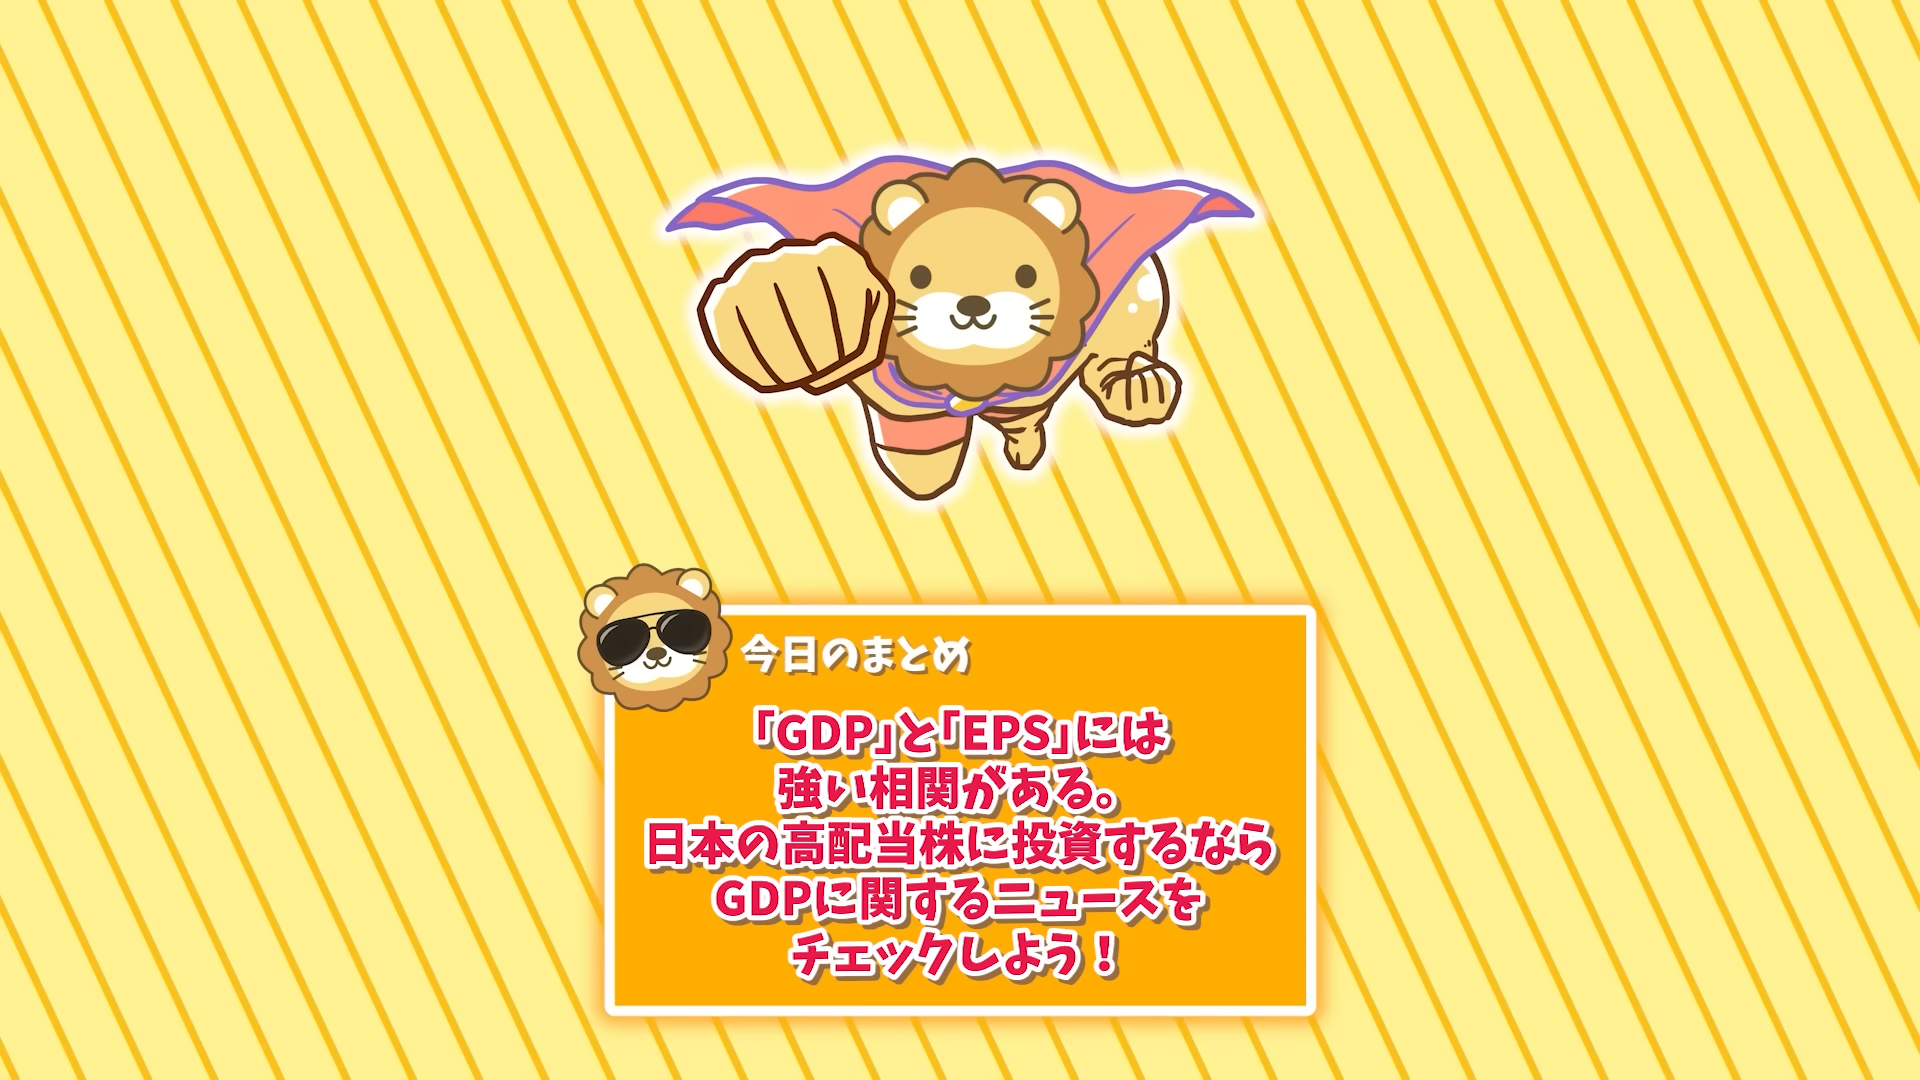 今日のまとめ
「GDP」と「EPS」には
強い相関がある。
日本の高配当株に投資するなら
GDPに関するニュースを
チェックしよう！